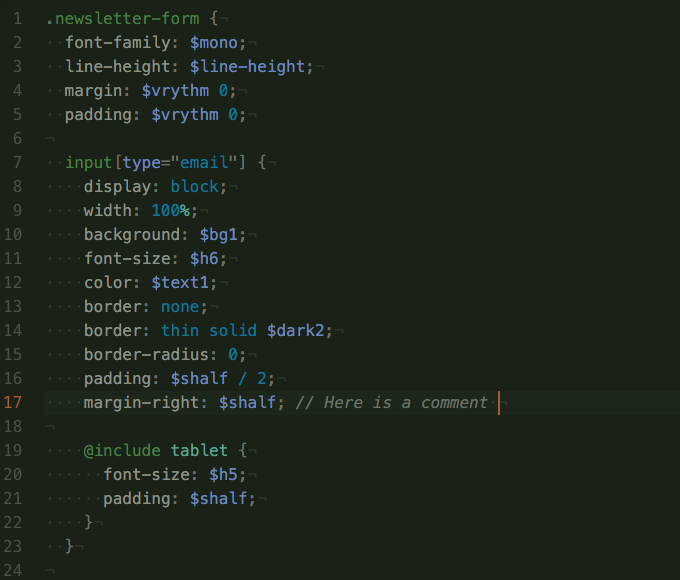 1 .newsletter-form {¬
2 ··font-family: $mono;¬
3 ··line-height: $line-height;¬
4 ··margin: $vrythm 0;¬
5 ··padding: $vrythm 0;¬
6 ¬
7 ··input[type="email"] {¬
8 ····display: block;¬
9 ····width: 100%;¬
10 ····background: $bg1;¬
11 ····font-size: $h6;¬
12 ····color: $text1;¬
13 ····border: none;¬
14 ····border: thin solid $dark2;¬
15 ····border-radius: 0;¬
16 ····padding: $shalf / 2;¬
17 ····margin-right: $shalf; // Here is a comment·¬
18 ¬
19 ····@include tablet {¬
20 ······font-size: $h5;¬
21 ······padding: $shalf;¬
22 ····}¬
23 ··}¬
24 ¬